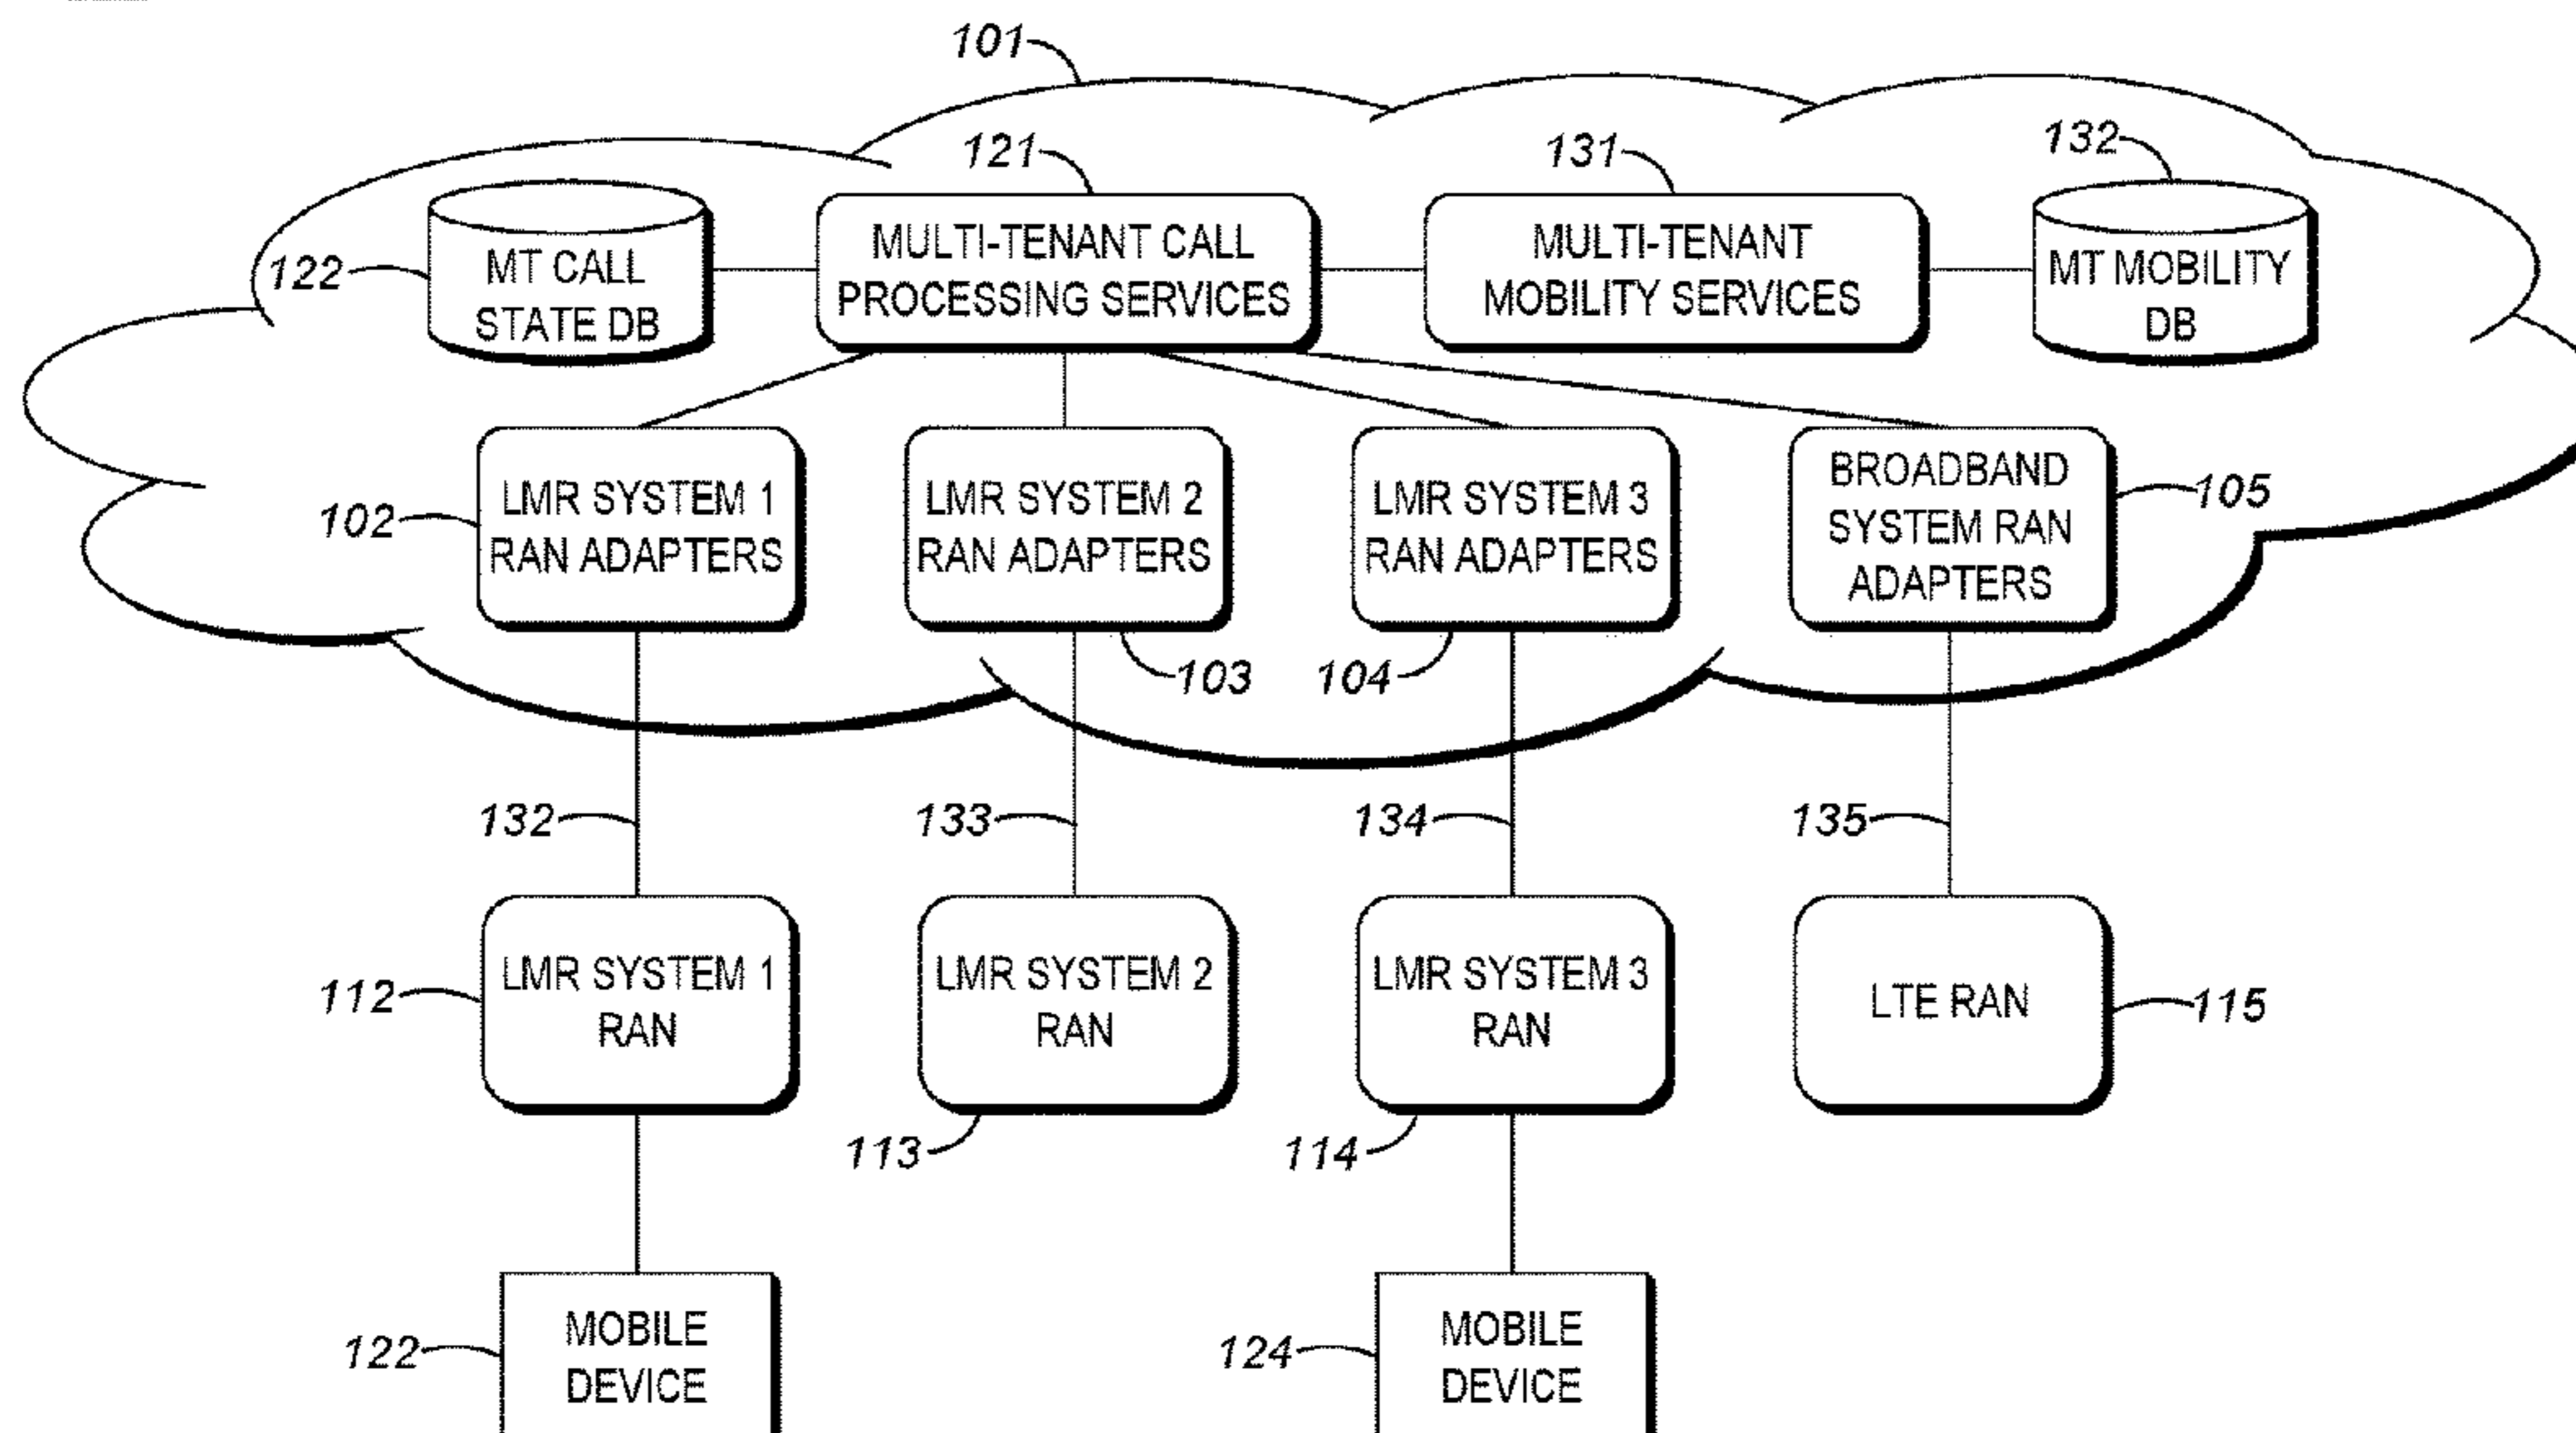 101
121
131
132
122
MT CALL
STATE DB
MULTI-TENANT CALL
PROCESSING SERVICES
MULTI-TENANT
MOBILITY SERVICES
MT MOBILITY
DB
102
LMR SYSTEM 1
RAN ADAPTERS
LMR SYSTEM 2
RAN ADAPTERS
LMR SYSTEM 3
RAN ADAPTERS
BROADBAND
SYSTEM RAN
ADAPTERS
105
103
104
132
133
134
135
112
LMR SYSTEM 1
RAN
LMR SYSTEM 2
RAN
LMR SYSTEM 3
RAN
LTE RAN
115
113
114
122
MOBILE
DEVICE
124
MOBILE
DEVICE